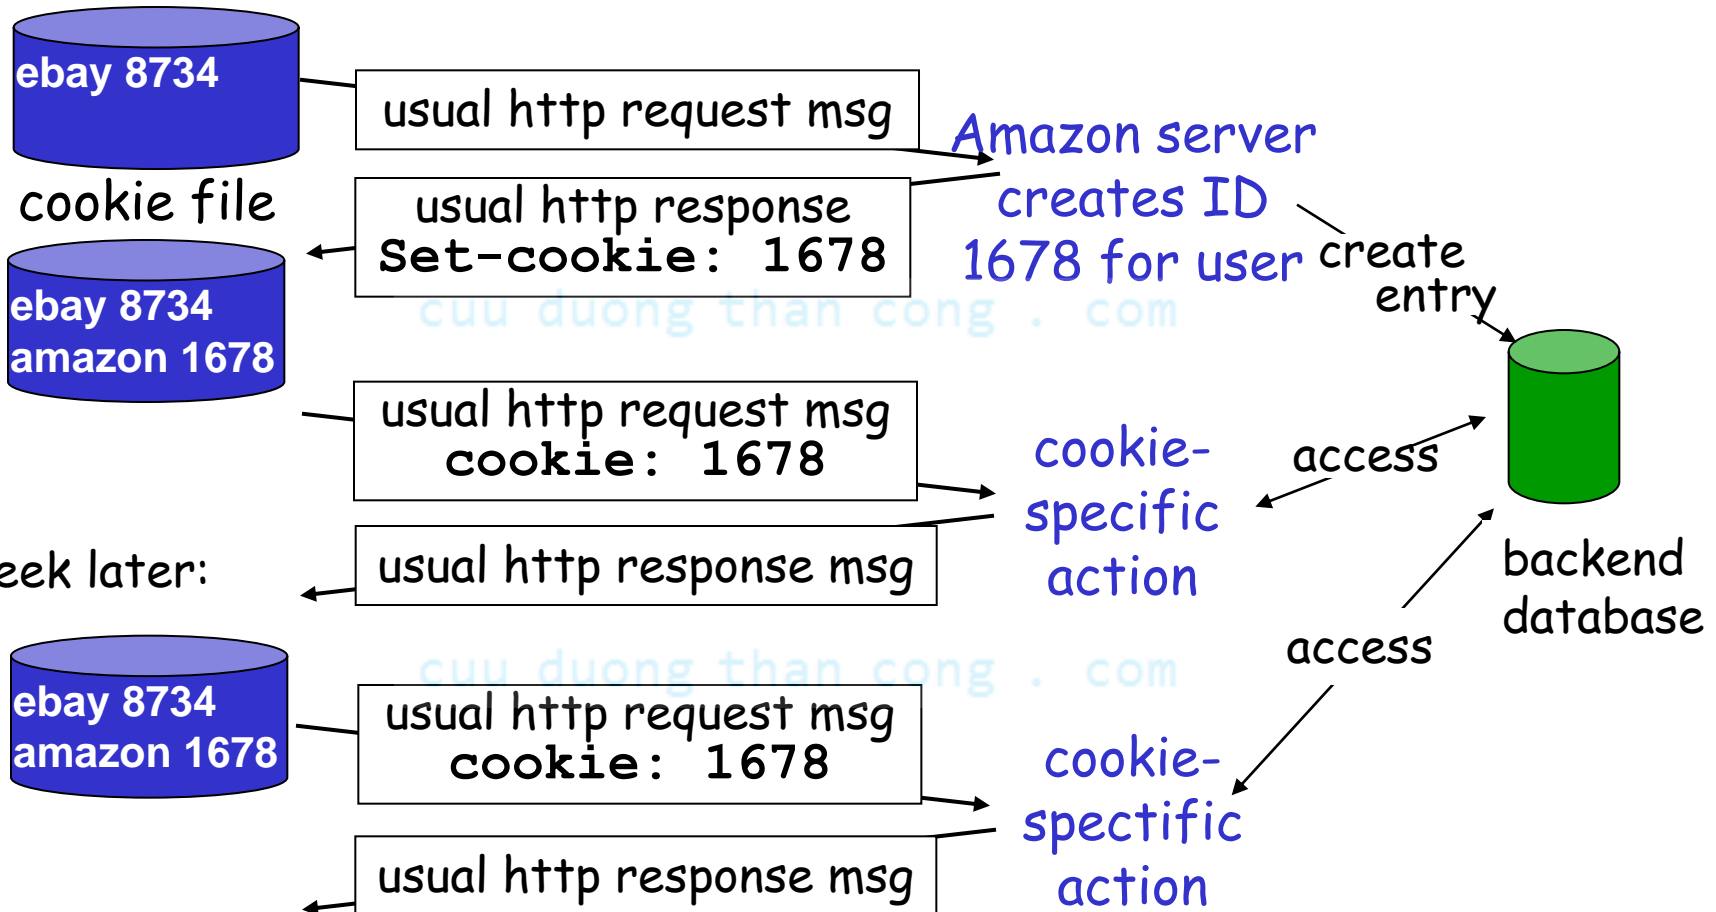 ebay 8734
usual http request msg
Amazon server
creates ID
1678 for user
cookie file
usual http response
Set-cookie: 1678
create
entry
cuu duong than cong . com
ebay 8734
amazon 1678
usual http request msg
cookie: 1678
cookie-
specific
action
access
usual http response msg
eek later:
backend
database
access
cuu duong than cong . com
ebay 8734
amazon 1678
usual http request msg
cookie: 1678
cookie-
spectific
action
usual http response msg